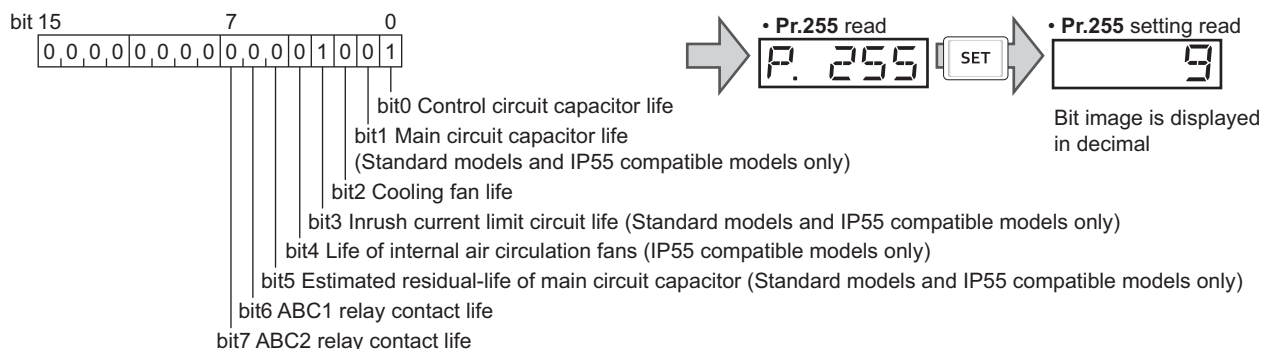 bit 15 7 0
0 0 0 0 0 0 0 0 0 0 0 0 1 0 0 1
bit0 Control circuit capacitor life
bit1 Main circuit capacitor life
(Standard models and IP55 compatible models only)
bit2 Cooling fan life
bit3 Inrush current limit circuit life (Standard models and IP55 compatible models only)
bit4 Life of internal air circulation fans (IP55 compatible models only)
bit5 Estimated residual-life of main circuit capacitor (Standard models and IP55 compatible models only)
bit6 ABC1 relay contact life
bit7 ABC2 relay contact life
• Pr.255 read
P. 255
SET
• Pr.255 setting read
9
Bit image is displayed
in decimal